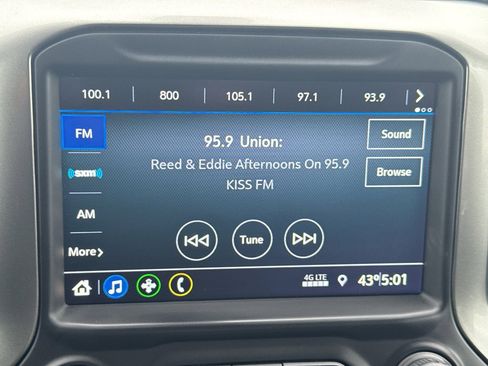 100.1 800 105.1 97.1 93.9
FM
95.9 Union:
Sound
Reed & Eddie Afternoons On 95.9
KISS FM
sxm
Browse
AM
Tune
More
4G LTE 43° 5:01